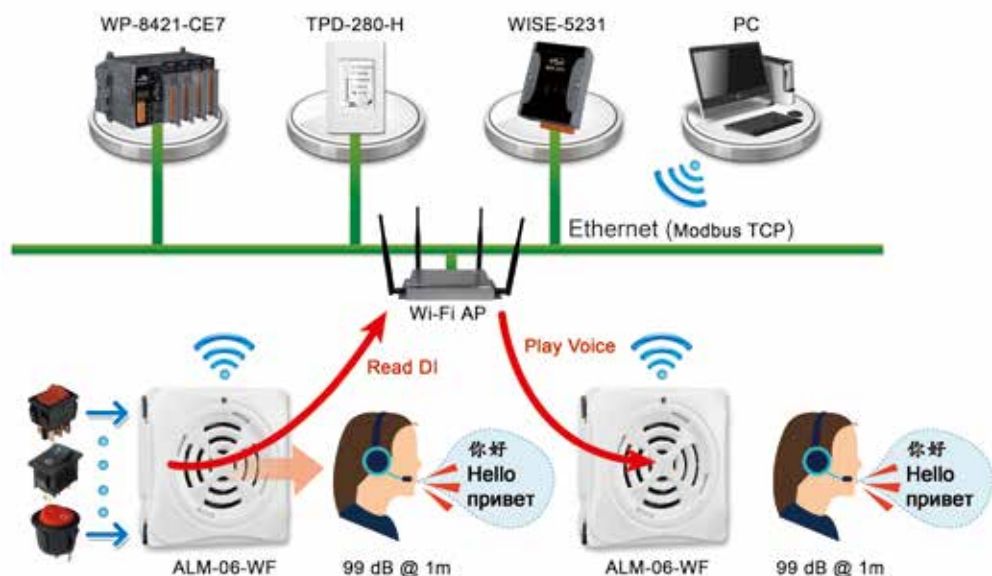 WP-8421-CE7
TPD-280-H
WISE-5231
PC
Ethernet (Modbus TCP)
Wi-Fi AP
Read DI
Play Voice
你好
Hello
привет
你好
Hello
привет
ALM-06-WF
99 dB @ 1m
ALM-06-WF
99 dB @ 1m